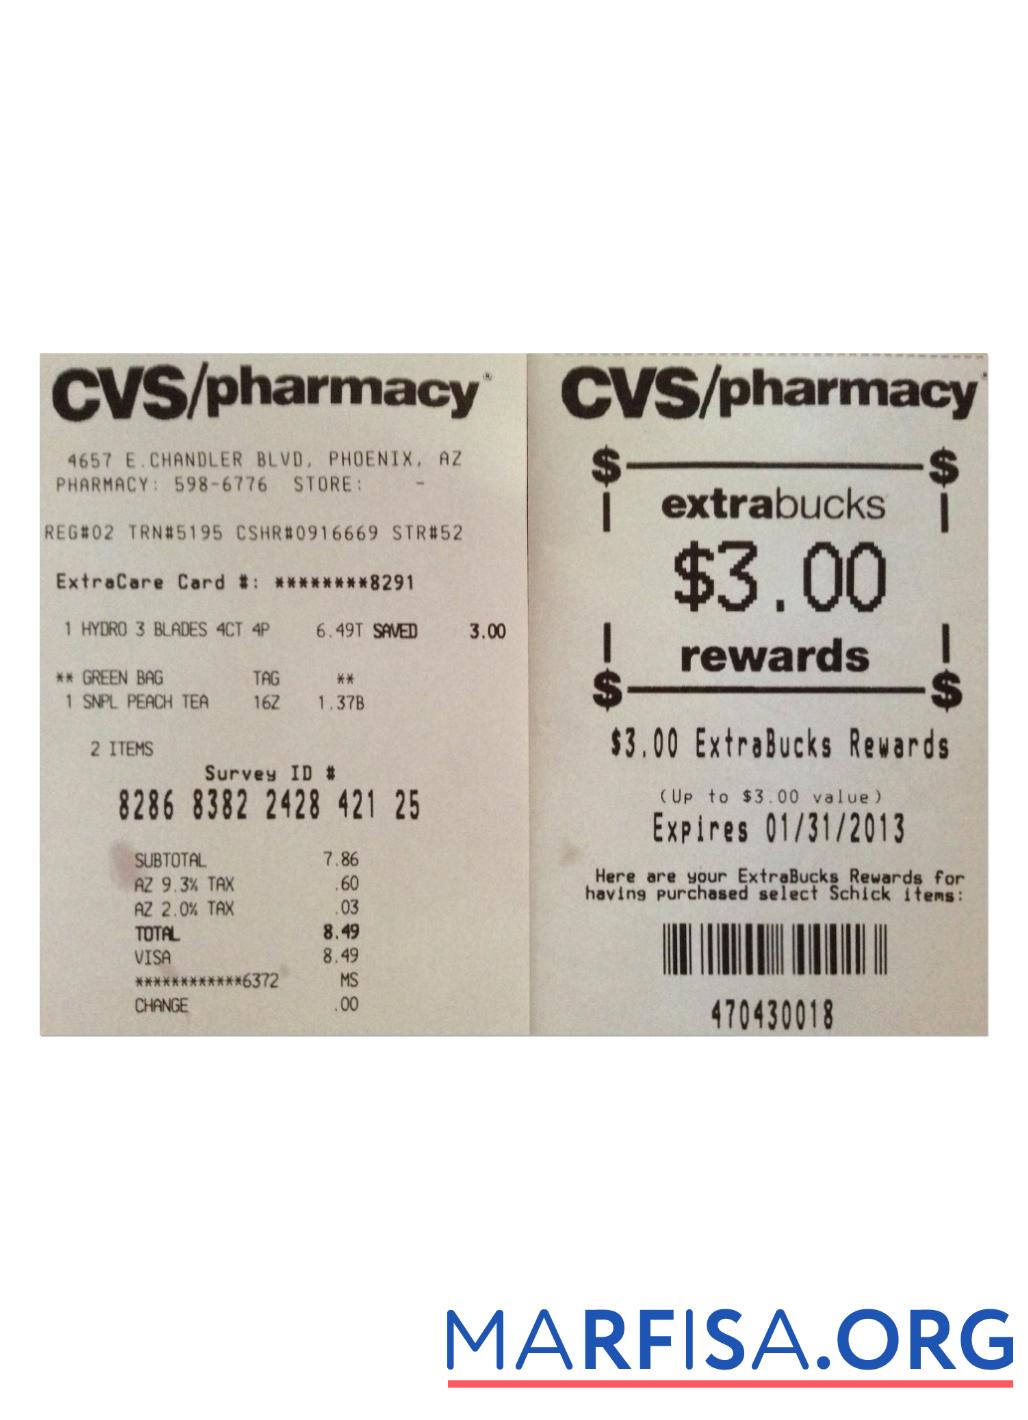 CVS/pharmacy®
4657 E.CHANDLER BLVD, PHOENIX, AZ
PHARMACY: 598-6776 STORE: -
REG#02 TRN#5195 CSHR#0916669 STR#52
ExtraCare Card #: ********8291
1 HYDRO 3 BLADES 4CT 4P 6.49T SAVED 3.00
** GREEN BAG TAG **
1 SNPL PEACH TEA 16Z 1.37B
2 ITEMS
Survey ID #
8286 8382 2428 421 25
SUBTOTAL 7.86
AZ 9.3% TAX .60
AZ 2.0% TAX .03
TOTAL 8.49
VISA 8.49
************6372 MS
CHANGE .00
CVS/pharmacy®
$ $
extrabucks
$3.00
rewards
$ $
$3.00 ExtraBucks Rewards
(Up to $3.00 value)
Expires 01/31/2013
Here are your ExtraBucks Rewards for
having purchased select Schick items:
470430018
MARFISA.ORG